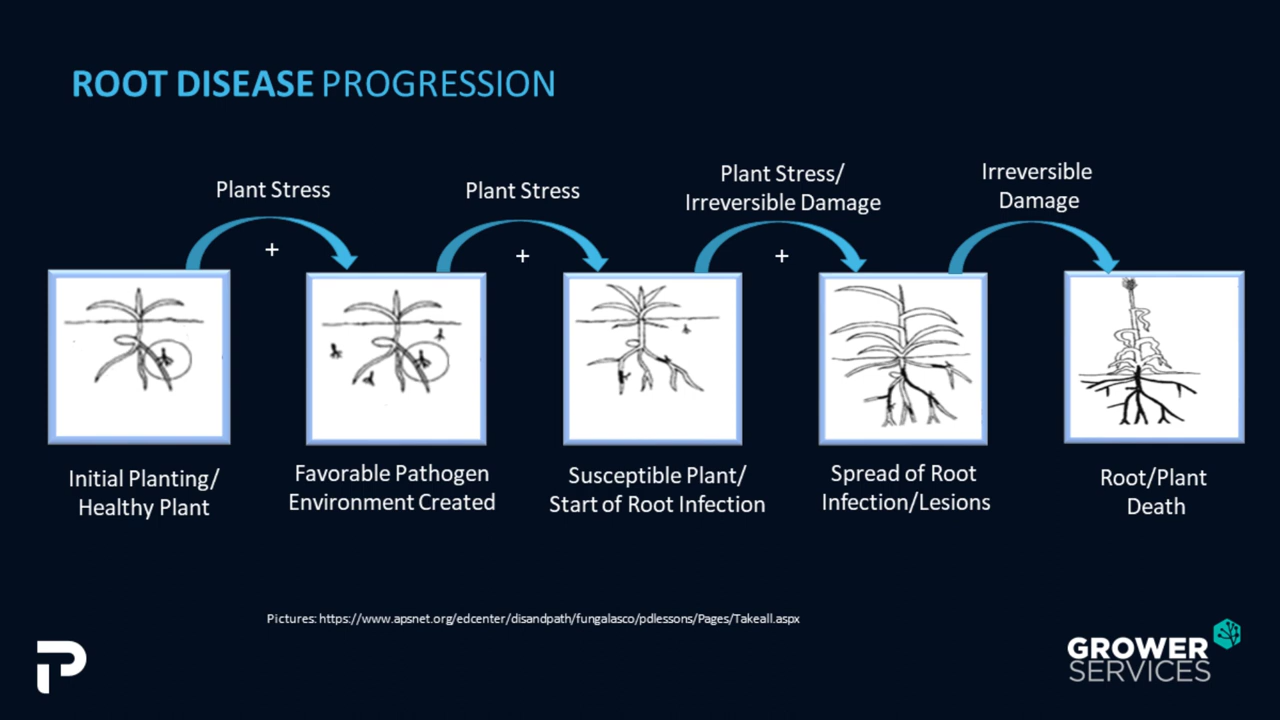 ROOT DISEASE PROGRESSION
Plant Stress
+
Plant Stress
+
Plant Stress/
Irreversible Damage
+
Irreversible
Damage
Initial Planting/
Healthy Plant
Favorable Pathogen
Environment Created
Susceptible Plant/
Start of Root Infection
Spread of Root
Infection/Lesions
Root/Plant
Death
Pictures: https://www.apsnet.org/edcenter/disandpath/fungalasco/pdlessons/Pages/Takeall.aspx
P
GROWER
SERVICES